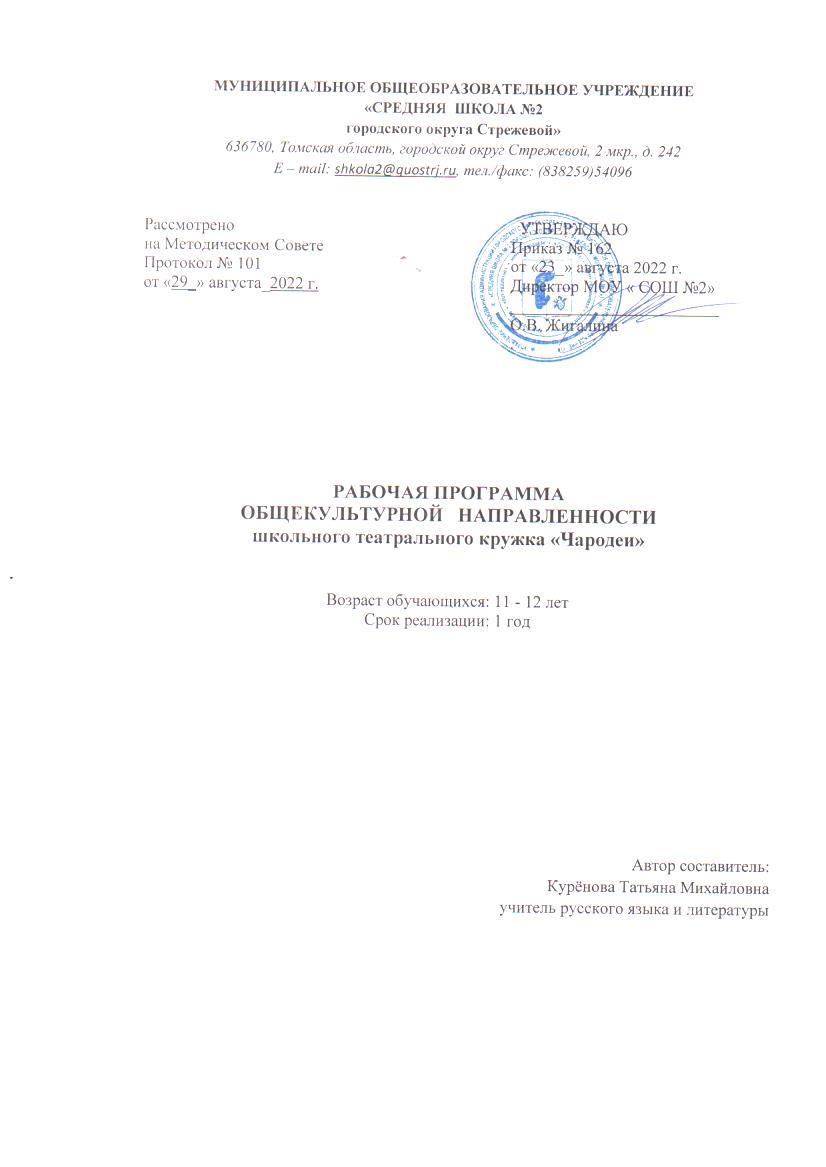 МУНИЦИПАЛЬНОЕ ОБЩЕОБРАЗОВАТЕЛЬНОЕ УЧРЕЖДЕНИЕ
«СРЕДНЯЯ ШКОЛА №2
городского округа Стрежевой»
636780, Томская область, городской округ Стрежевой, 2 мкр., д. 242
E – mail: shkola2@guostrj.ru, тел./факс: (838259)54096
Рассмотрено
на Методическом Совете
Протокол № 101
от «29_» августа_2022 г.
УТВЕРЖДАЮ
Приказ № 162
от «23_» августа 2022 г.
Директор МОУ « СОШ №2»
О.В. Жигалина
РАБОЧАЯ ПРОГРАММА
ОБЩЕКУЛЬТУРНОЙ НАПРАВЛЕННОСТИ
школьного театрального кружка «Чародеи»
Возраст обучающихся: 11 - 12 лет
Срок реализации: 1 год
Автор составитель:
Курёнова Татьяна Михайловна
учитель русского языка и литературы